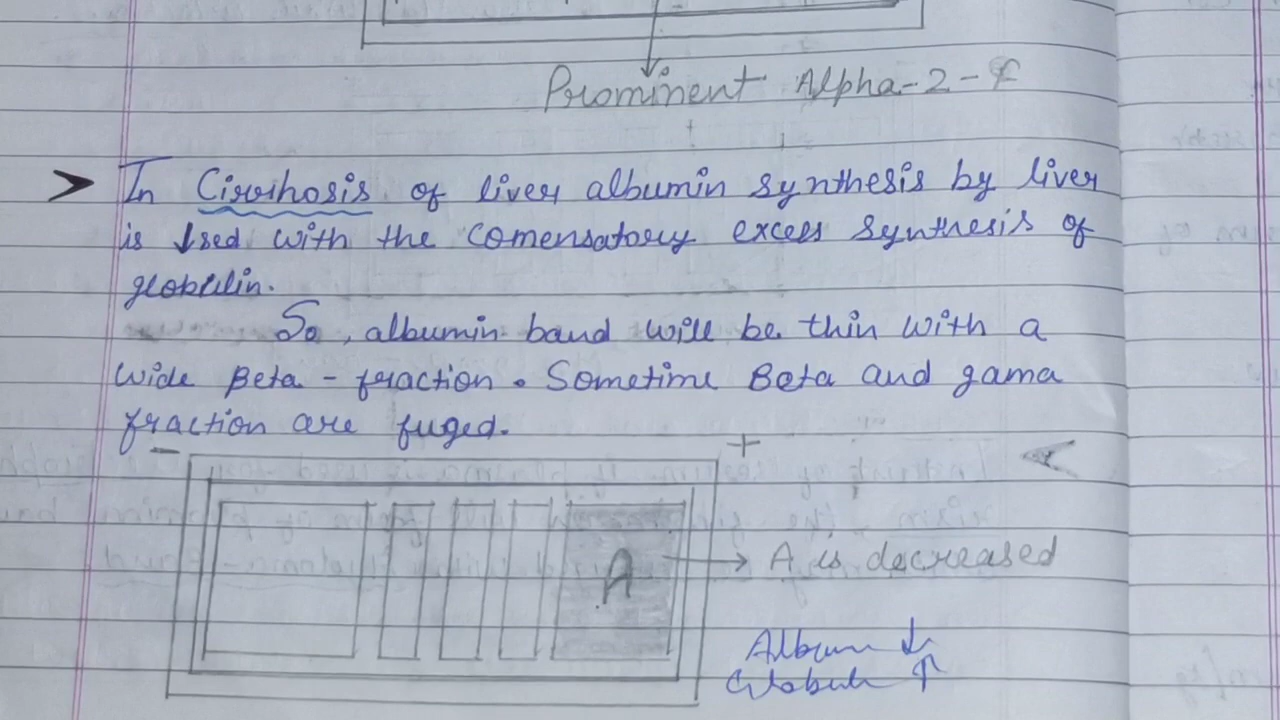 Prominent Alpha-2-f
> In Cirrhosis of liver albumin synthesis by liver
is ↓sed with the comensatory excess synthesis of
globulin.
So, albumin band will be thin with a
wide Beta - fraction. Sometime Beta and gama
fraction are fuged.
- +
A → A is decreased
Album ↓
Globuli ↑